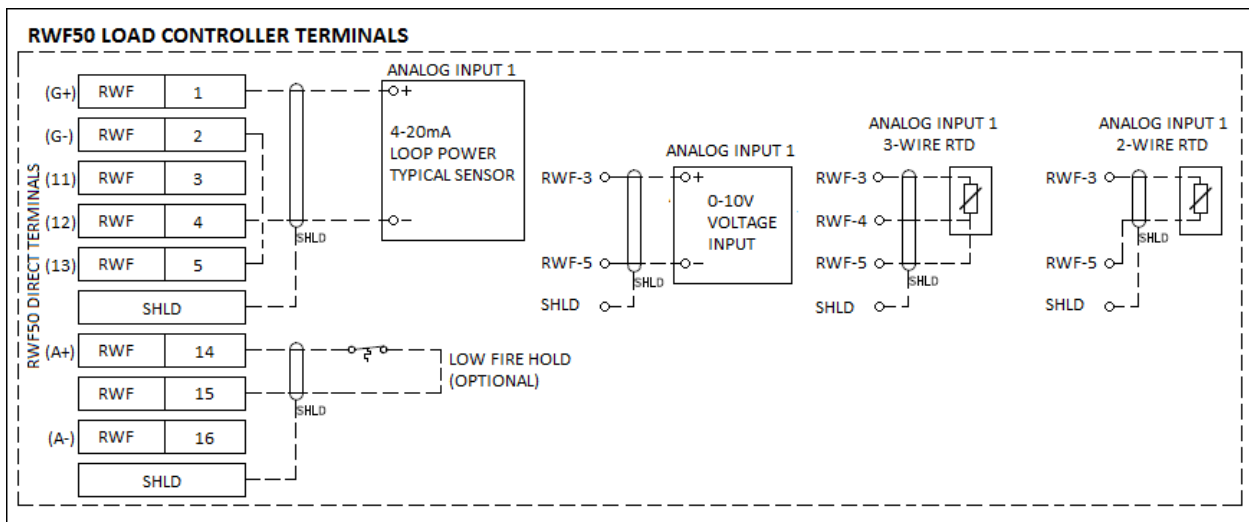 RWF50 LOAD CONTROLLER TERMINALS
RWF50 DIRECT TERMINALS
(G+) RWF 1
(G-) RWF 2
(11) RWF 3
(12) RWF 4
(13) RWF 5
SHLD
(A+) RWF 14
RWF 15
(A-) RWF 16
SHLD
SHLD
ANALOG INPUT 1
+
4-20mA
LOOP POWER
TYPICAL SENSOR
-
SHLD
LOW FIRE HOLD
(OPTIONAL)
ANALOG INPUT 1
RWF-3
+
0-10V
VOLTAGE
INPUT
RWF-5
-
SHLD
SHLD
ANALOG INPUT 1
3-WIRE RTD
RWF-3
RWF-4
RWF-5
SHLD
SHLD
ANALOG INPUT 1
2-WIRE RTD
RWF-3
SHLD
RWF-5
SHLD